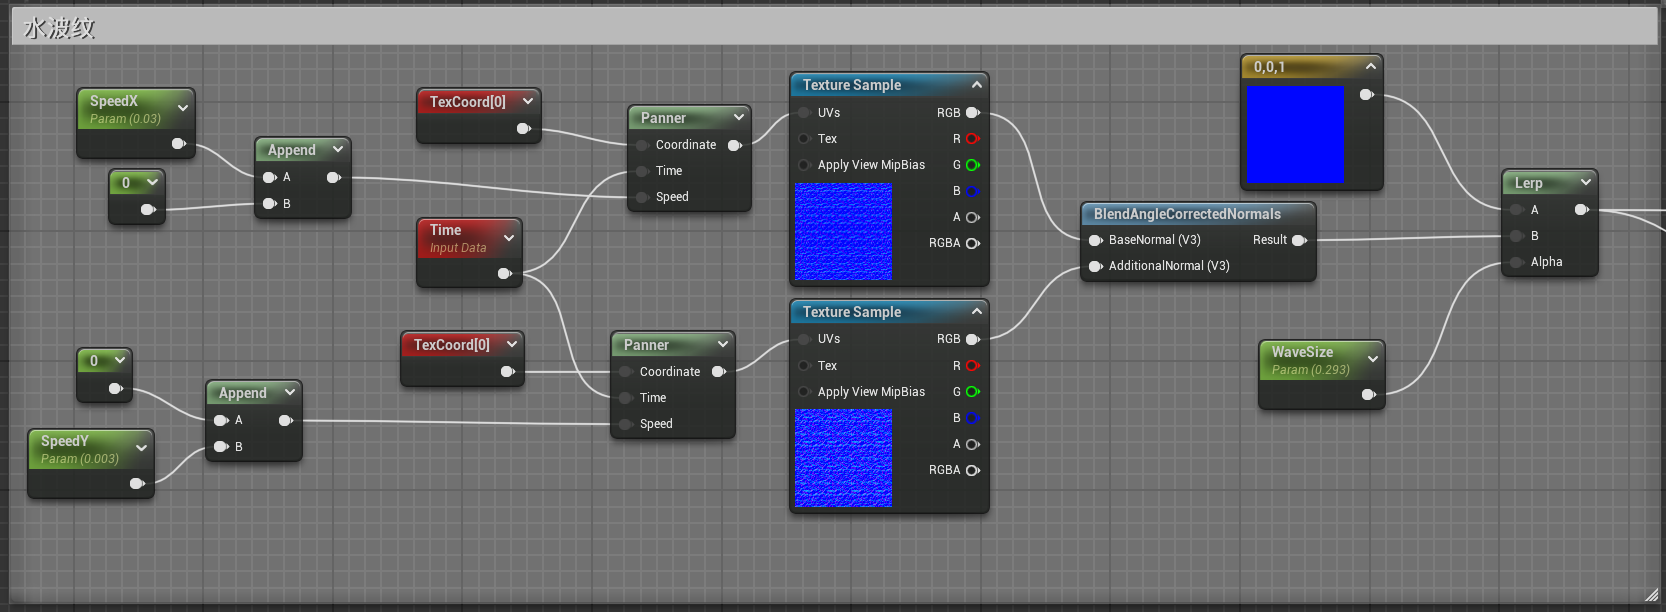 水波纹
SpeedX
Param (0.03)
0
Append
A
B
TexCoord[0]
Time
Input Data
Panner
Coordinate
Time
Speed
Texture Sample
UVs
RGB
Tex
R
Apply View MipBias
G
B
A
RGBA
0
SpeedY
Param (0.003)
Append
A
B
TexCoord[0]
Panner
Coordinate
Time
Speed
Texture Sample
UVs
RGB
Tex
R
Apply View MipBias
G
B
A
RGBA
BlendAngleCorrectedNormals
BaseNormal (V3)
Result
AdditionalNormal (V3)
0,0,1
WaveSize
Param (0.293)
Lerp
A
B
Alpha